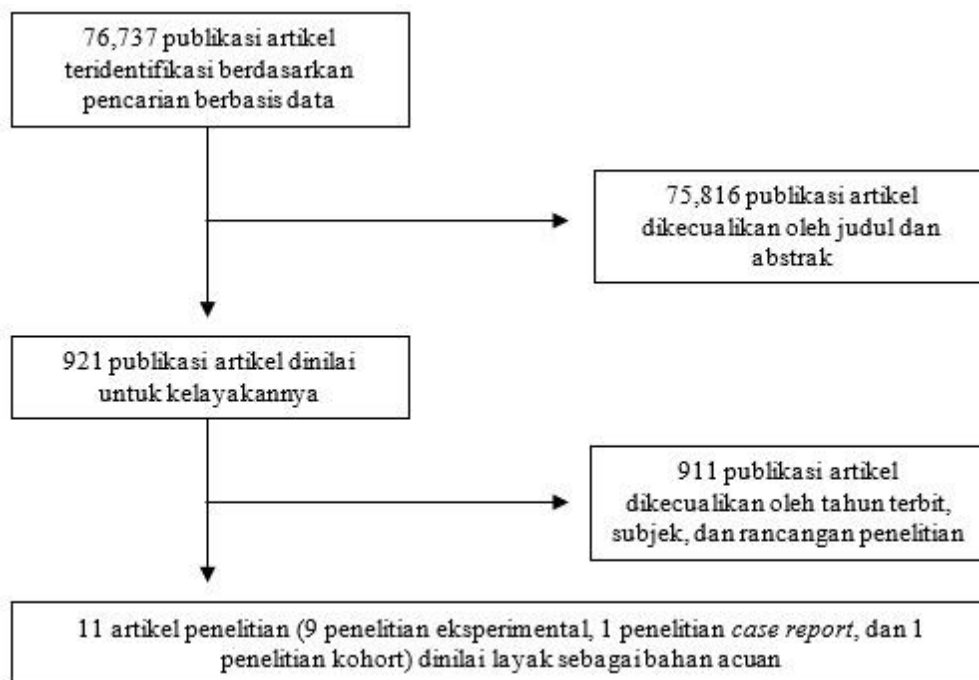 76,737 publikasi artikel
teridentifikasi berdasarkan
pencarian berbasis data
75,816 publikasi artikel
dikecualikan oleh judul dan
abstrak
921 publikasi artikel dinilai
untuk kelayakannya
911 publikasi artikel
dikecualikan oleh tahun terbit,
subjek, dan rancangan penelitian
11 artikel penelitian (9 penelitian eksperimental, 1 penelitian case report, dan 1
penelitian kohort) dinilai layak sebagai bahan acuan